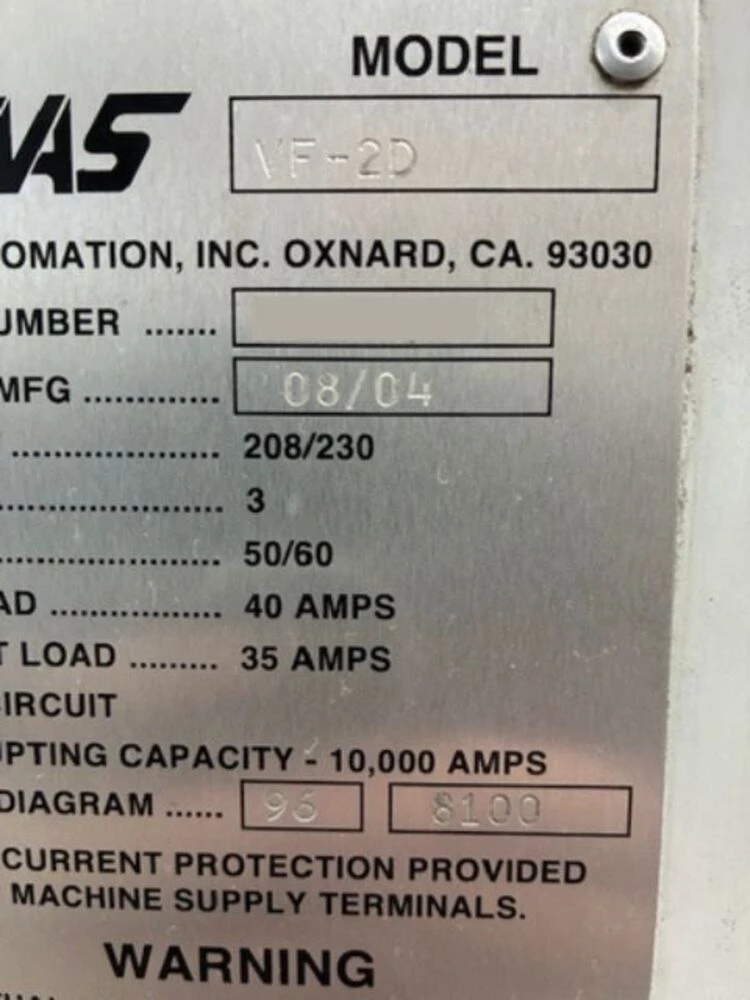 MODEL
AAS
VF-2D
OMATION, INC. OXNARD, CA. 93030
UMBER .......
MFG ............. 08/04
.................... 208/230
..................... 3
..................... 50/60
AD ................ 40 AMPS
T LOAD ......... 35 AMPS
IRCUIT
UPTING CAPACITY - 10,000 AMPS
DIAGRAM ...... 96 8100
CURRENT PROTECTION PROVIDED
MACHINE SUPPLY TERMINALS.
WARNING